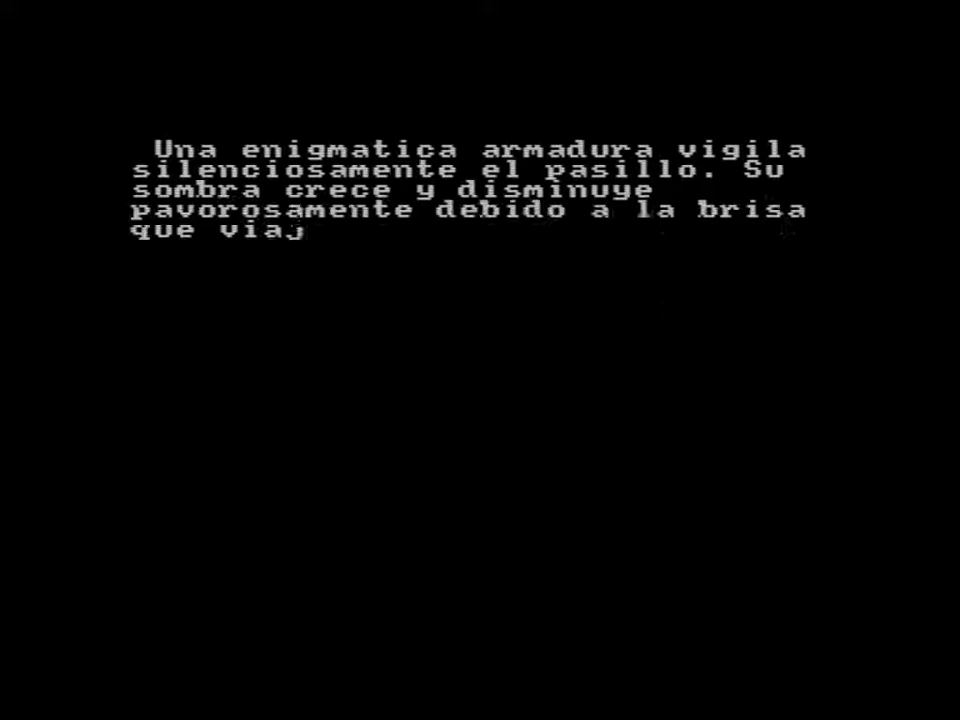 Una enigmatica armadura vigila
silenciosamente el pasillo. Su
sombra crece y disminuye
pavorosamente debido a la brisa
que viaj